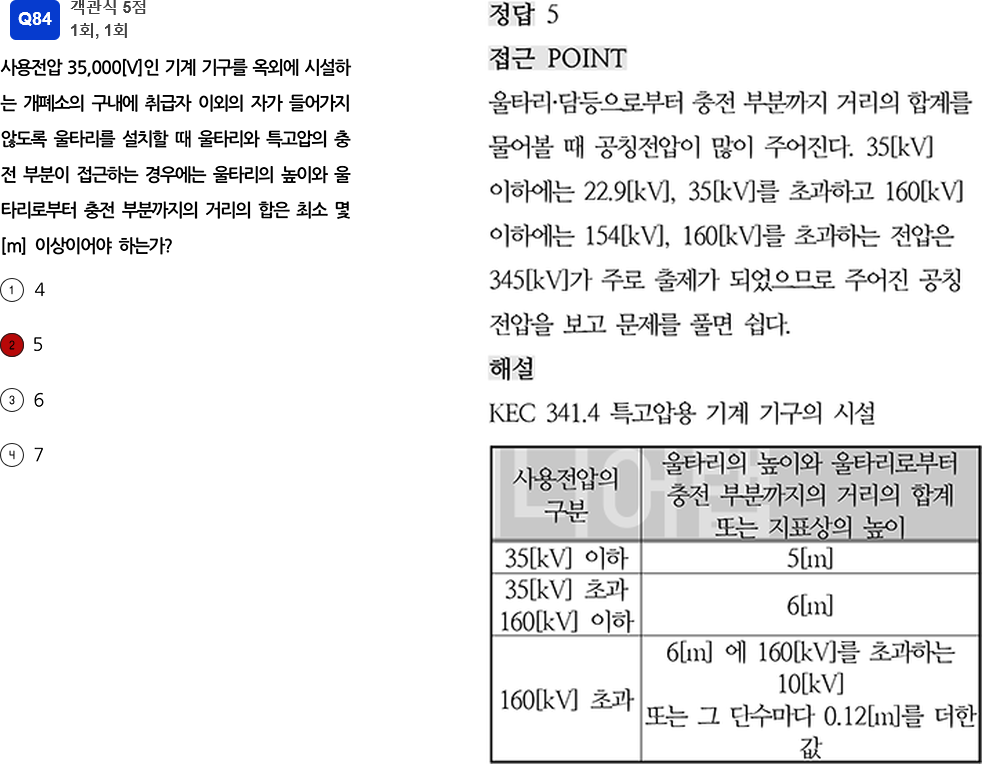 Q84
객관식 5점
1회, 1회
사용전압 35,000[V]인 기계 기구를 옥외에 시설하
는 개폐소의 구내에 취급자 이외의 자가 들어가지
않도록 울타리를 설치할 때 울타리와 특고압의 충
전 부분이 접근하는 경우에는 울타리의 높이와 울
타리로부터 충전 부분까지의 거리의 합은 최소 몇
[m] 이상이어야 하는가?
1 4
2 5
3 6
4 7
정답 5
접근 POINT
울타리·담등으로부터 충전 부분까지 거리의 합계를
물어볼 때 공칭전압이 많이 주어진다. 35[kV]
이하에는 22.9[kV], 35[kV]를 초과하고 160[kV]
이하에는 154[kV], 160[kV]를 초과하는 전압은
345[kV]가 주로 출제가 되었으므로 주어진 공칭
전압을 보고 문제를 풀면 쉽다.
해설
KEC 341.4 특고압용 기계 기구의 시설
사용전압의
구분
울타리의 높이와 울타리로부터
충전 부분까지의 거리의 합계
또는 지표상의 높이
35[kV] 이하
5[m]
35[kV] 초과
160[kV] 이하
6[m]
160[kV] 초과
6[m] 에 160[kV]를 초과하는
10[kV]
또는 그 단수마다 0.12[m]를 더한
값